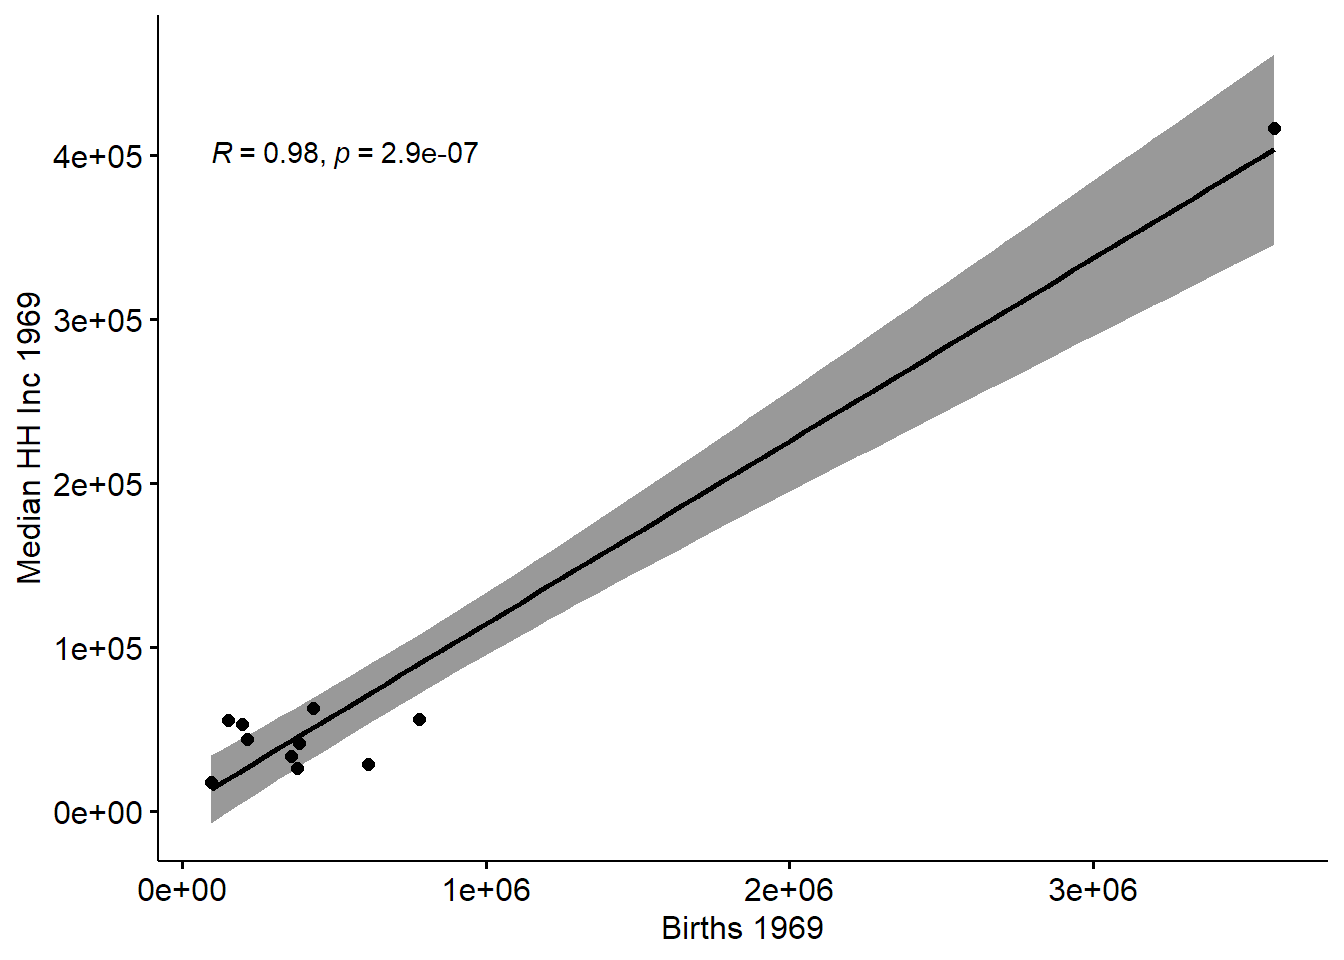 R = 0.98, p = 2.9e-07
4e+05
3e+05
2e+05
1e+05
0e+00
Median HH Inc 1969
0e+00 1e+06 2e+06 3e+06
Births 1969